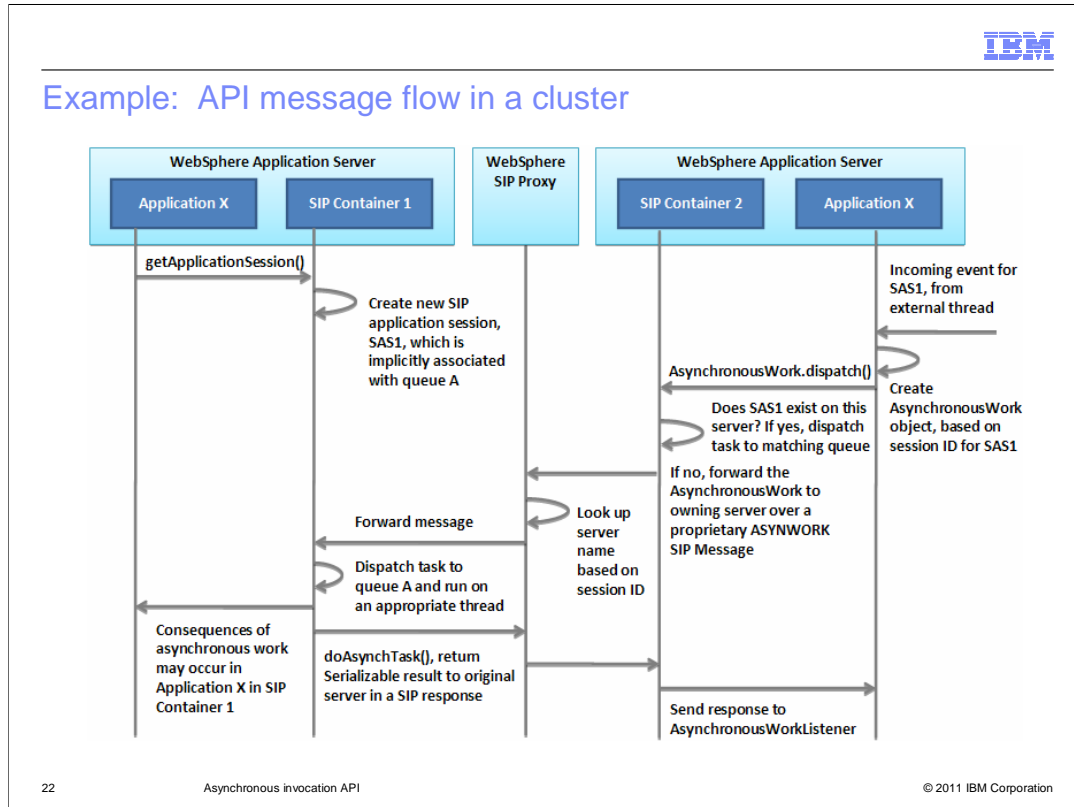 IBM
Example: API message flow in a cluster
WebSphere Application Server
Application X
SIP Container 1
WebSphere
SIP Proxy
WebSphere Application Server
SIP Container 2
Application X
getApplicationSession()
Create new SIP
application session,
SAS1, which is
implicitly associated
with queue A
Incoming event for
SAS1, from
external thread
AsynchronousWork.dispatch()
Create
AsynchronousWork
object, based on
session ID for SAS1
Does SAS1 exist on this
server? If yes, dispatch
task to matching queue
If no, forward the
AsynchronousWork to
owning server over a
proprietary ASYNWORK
SIP Message
Look up
server
name
based on
session ID
Forward message
Dispatch task to
queue A and run on
an appropriate thread
Consequences of
asynchronous work
may occur in
Application X in SIP
Container 1
doAsynchTask(), return
Serializable result to original
server in a SIP response
Send response to
AsynchronousWorkListener
22
Asynchronous invocation API
© 2011 IBM Corporation